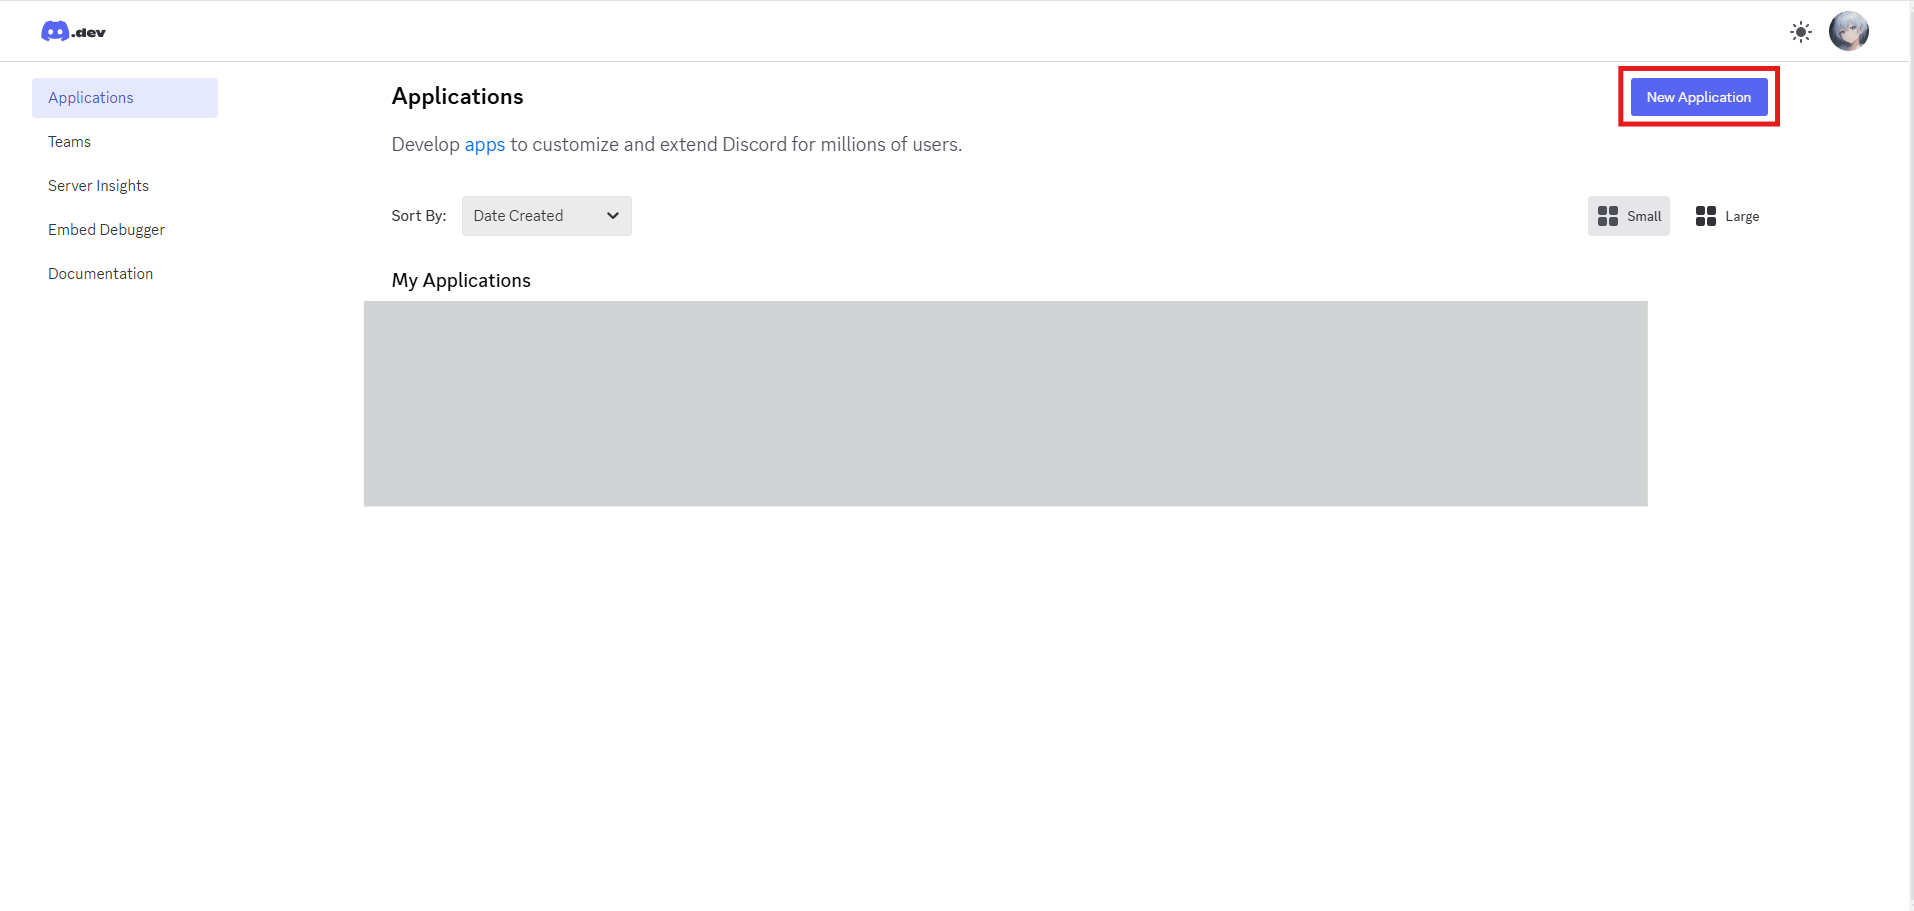 .dev
Applications
Teams
Server Insights
Embed Debugger
Documentation
Applications
New Application
Develop apps to customize and extend Discord for millions of users.
Sort By: Date Created
Small Large
My Applications